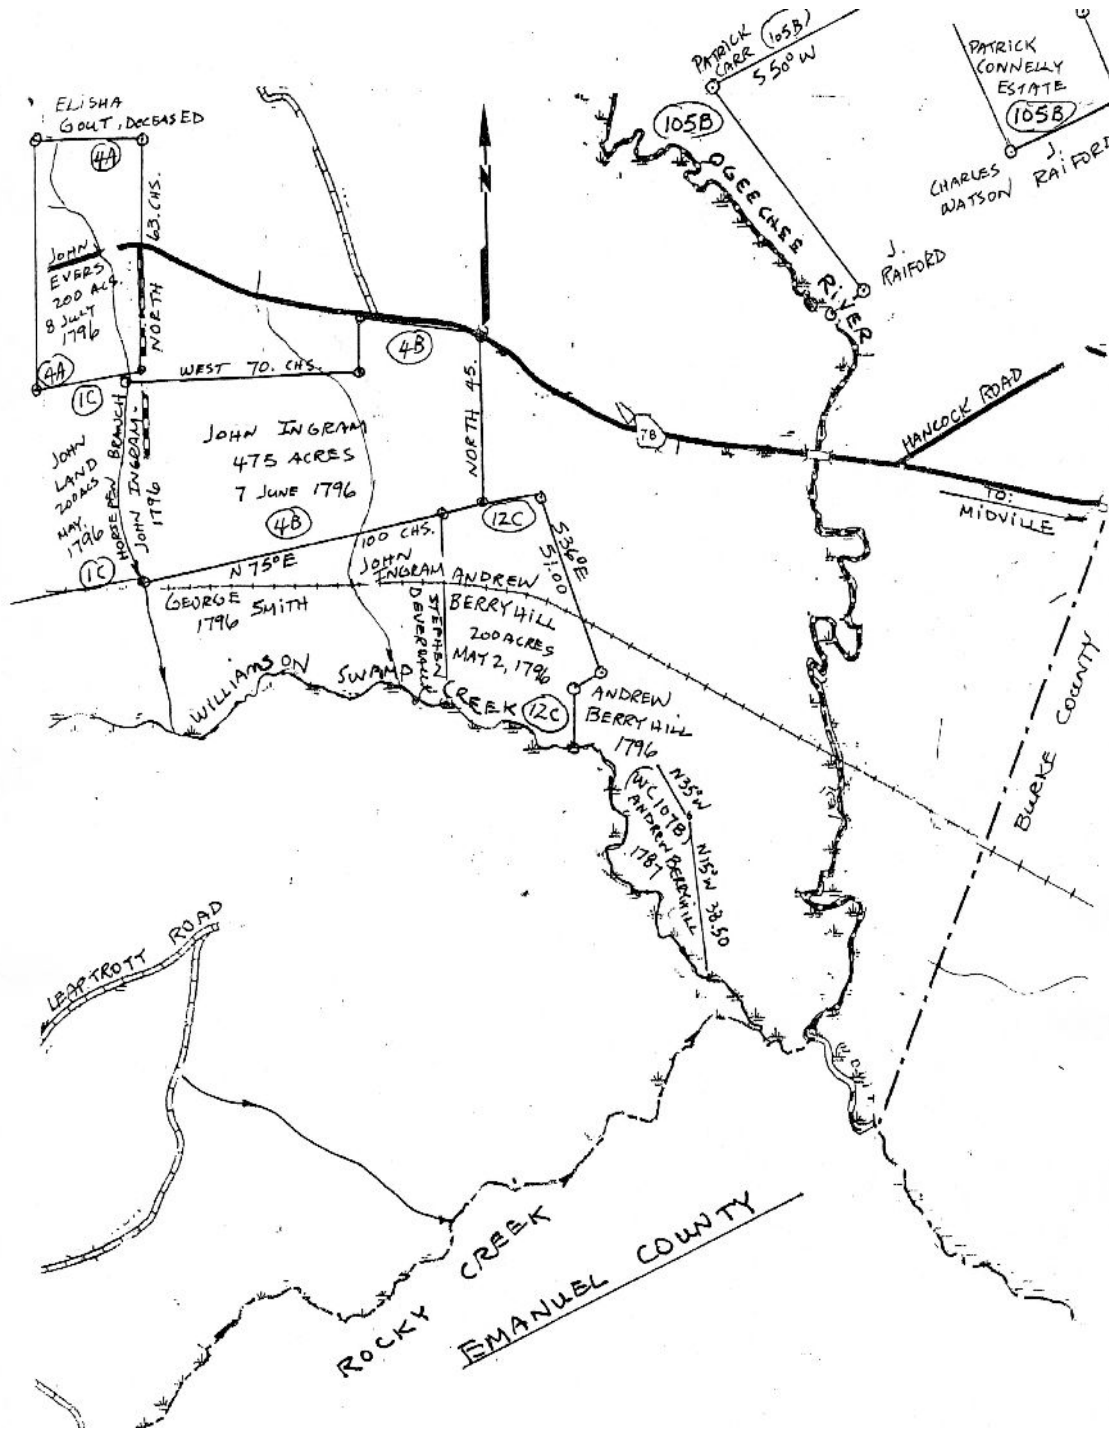 ELISHA
GOUT, DECEASED
4A
JOHN
EVERS
200 ACS.
8 JULY
1796
NORTH 63. CHS.
4A
1C
JOHN
LAND
200 ACS
MAY
1796
1C
HORSEPEN BRANCH
JOHN INGRAM-
1796
WEST 70. CHS.
JOHN INGRAM
475 ACRES
7 JUNE 1796
4B
N
4B
NORTH 45.
100 CHS.
N 75°E
12C
S36°E
51.00
GEORGE
1796 SMITH
JOHN
INGRAM
STEPHEN
DEVEREAUX
ANDREW
BERRYHILL
200 ACRES
MAY 2, 1796
WILLIAMSON SWAMP CREEK
12C
ANDREW
BERRYHILL
1796
N35°W
(WC 107B)
ANDREW BERRYHILL
1787
N15°W 38.50
PATRICK
CARR 105B
S50°W
105B
OGEECHEE RIVER
J.
RAIFORD
PATRICK
CONNELLY
ESTATE
105B
J.
CHARLES
WATSON RAIFORD
78
HANCOCK ROAD
TO:
MIDVILLE
BURKE COUNTY
LEAPTROTT ROAD
ROCKY CREEK
EMANUEL COUNTY